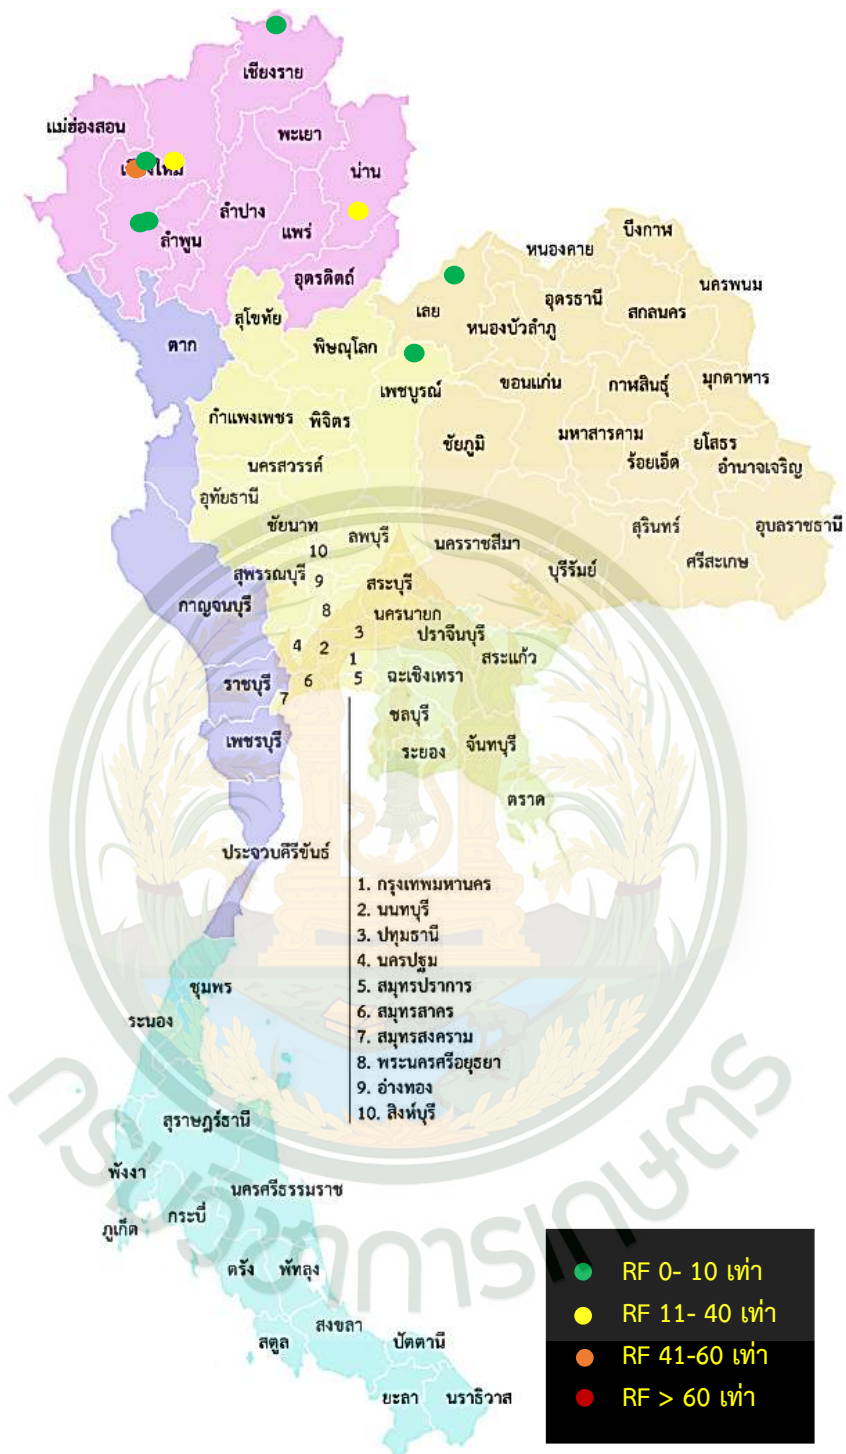 เชียงราย
แม่ฮ่องสอน
พะเยา
เชียงใหม่
น่าน
ลำปาง
แพร่
ลำพูน
อุตรดิตถ์
บึงกาฬ
หนองคาย
นครพนม
อุดรธานี
สกลนคร
เลย
หนองบัวลำภู
สุโขทัย
ตาก
พิษณุโลก
เพชบูรณ์
ขอนแก่น
กาฬสินธุ์
มุกดาหาร
กำแพงเพชร
พิจิตร
ชัยภูมิ
มหาสารคาม
ยโสธร
ร้อยเอ็ด
อำนาจเจริญ
นครสวรรค์
อุทัยธานี
ชัยนาท
ลพบุรี
สุรินทร์
อุบลราชธานี
10
นครราชสีมา
บุรีรัมย์
ศรีสะเกษ
สุพรรณบุรี
9
สระบุรี
กาญจนบุรี
8
นครนายก
3
ปราจีนบุรี
4
2
1
สระแก้ว
ราชบุรี
6
5
ฉะเชิงเทรา
7
ชลบุรี
เพชรบุรี
ระยอง
จันทบุรี
ตราด
ประจวบคีรีขันธ์
1. กรุงเทพมหานคร
2. นนทบุรี
3. ปทุมธานี
4. นครปฐม
5. สมุทรปราการ
6. สมุทรสาคร
7. สมุทรสงคราม
8. พระนครศรีอยุธยา
9. อ่างทอง
10. สิงห์บุรี
ชุมพร
ระนอง
สุราษฎร์ธานี
พังงา
นครศรีธรรมราช
ภูเก็ต
กระบี่
ตรัง
พัทลุง
สตูล
สงขลา
ปัตตานี
ยะลา
นราธิวาส
กรมวิชาการเกษตร
RF 0- 10 เท่า
RF 11- 40 เท่า
RF 41-60 เท่า
RF > 60 เท่า